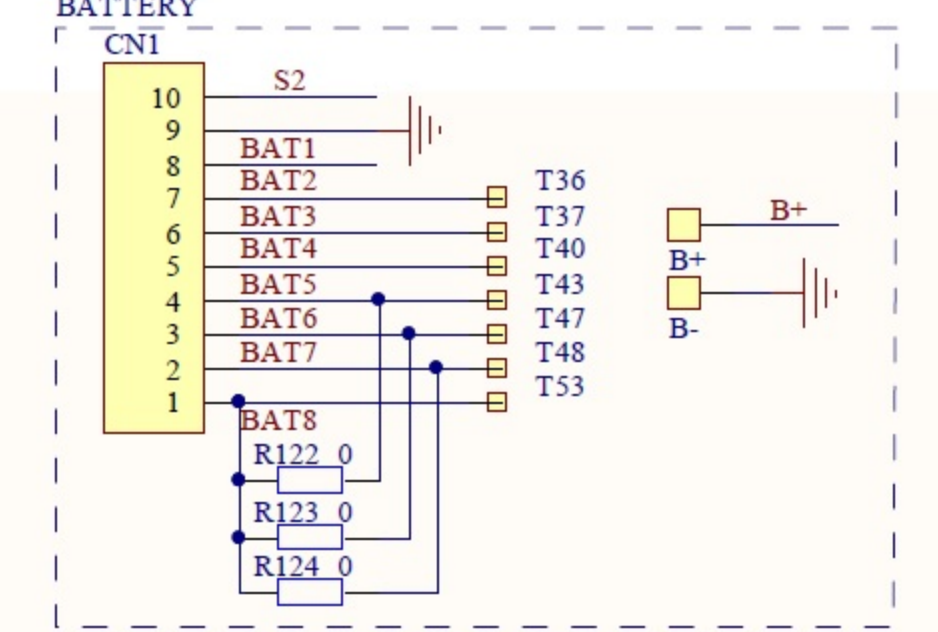 BATTERY
CN1
10 S2
9
8 BAT1
7 BAT2 T36
6 BAT3 T37
5 BAT4 T40
4 BAT5 T43
3 BAT6 T47
2 BAT7 T48
1 T53
BAT8
R122 0
R123 0
R124 0
B+
B+
B-